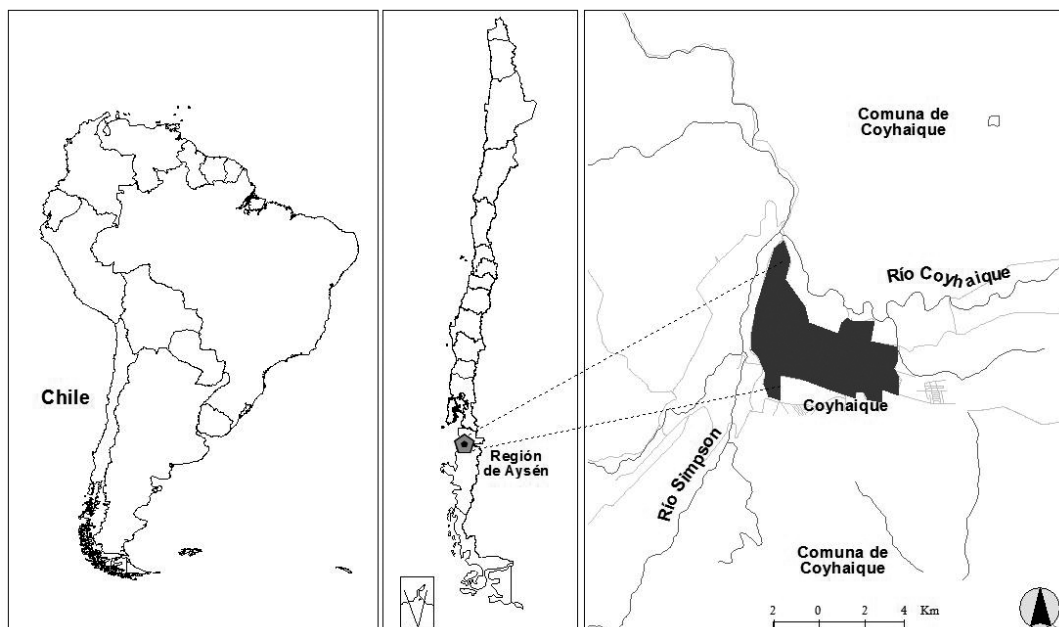 Chile
Región
de Aysén
Comuna de
Coyhaique
Río Coyhaique
Coyhaique
Río Simpson
Comuna de
Coyhaique
2 0 2 4 Km